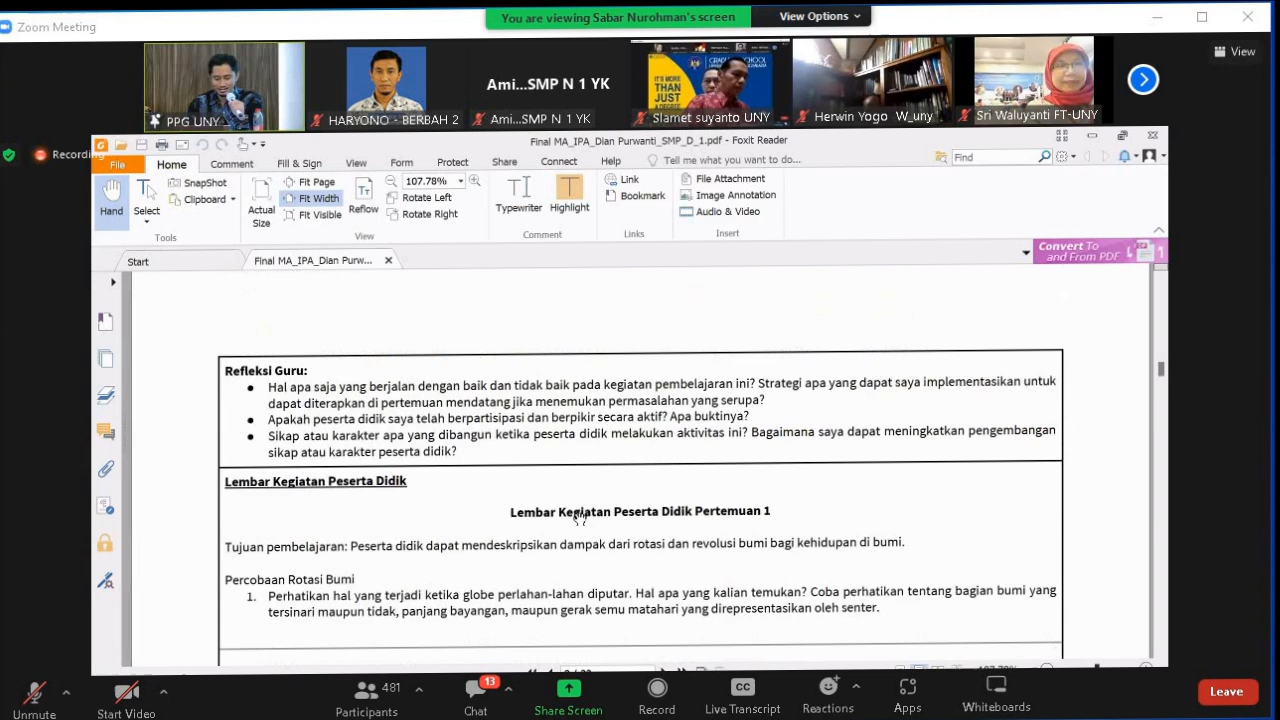 Zoom Meeting
You are viewing Sabar Nurohman's screen
View Options
View
PPG UNY
HARYONO - BERBAH 2
Ami...SMP N 1 YK
Ami...SMP N 1 YK
IT'S MORE THAN JUST A DEGREE
Slamet suyanto UNY
Herwin Yogo W_uny
Sri Waluyanti FT-UNY
Recording
Final MA_IPA_Dian Purwanti_SMP_D_1.pdf - Foxit Reader
File
Home
Comment
Fill & Sign
View
Form
Protect
Share
Connect
Help
Tell me what you want to do...
Find
Hand
Select
SnapShot
Clipboard
Tools
Actual Size
Fit Page
Fit Width
Fit Visible
Reflow
107.78%
Rotate Left
Rotate Right
View
Typewriter
Highlight
Comment
Link
Bookmark
Links
File Attachment
Image Annotation
Audio & Video
Insert
Start
Final MA_IPA_Dian Purw...
Convert To
and From PDF
Refleksi Guru:
● Hal apa saja yang berjalan dengan baik dan tidak baik pada kegiatan pembelajaran ini? Strategi apa yang dapat saya implementasikan untuk
dapat diterapkan di pertemuan mendatang jika menemukan permasalahan yang serupa?
● Apakah peserta didik saya telah berpartisipasi dan berpikir secara aktif? Apa buktinya?
● Sikap atau karakter apa yang dibangun ketika peserta didik melakukan aktivitas ini? Bagaimana saya dapat meningkatkan pengembangan
sikap atau karakter peserta didik?
Lembar Kegiatan Peserta Didik
Lembar Kegiatan Peserta Didik Pertemuan 1
Tujuan pembelajaran: Peserta didik dapat mendeskripsikan dampak dari rotasi dan revolusi bumi bagi kehidupan di bumi.
Percobaan Rotasi Bumi
1. Perhatikan hal yang terjadi ketika globe perlahan-lahan diputar. Hal apa yang kalian temukan? Coba perhatikan tentang bagian bumi yang
tersinari maupun tidak, panjang bayangan, maupun gerak semu matahari yang direpresentasikan oleh senter.
Unmute
Start Video
481
Participants
13
Chat
Share Screen
Record
CC
Live Transcript
Reactions
Apps
Whiteboards
Leave